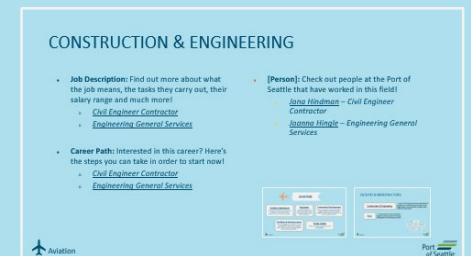 CONSTRUCTION & ENGINEERING
Job Description: Find out more about what
the job means, the tasks they carry out, their
salary range and much more!
Civil Engineer Contractor
Engineering General Services
Career Path: Interested in this career? Here's
the steps you can take in order to start now!
Civil Engineer Contractor
Engineering General Services
[Person]: Check out people at the Port of
Seattle that have worked in this field!
Jana Hindman – Civil Engineer
Contractor
Joanna Hingle – Engineering General
Services
Aviation
Port
of Seattle